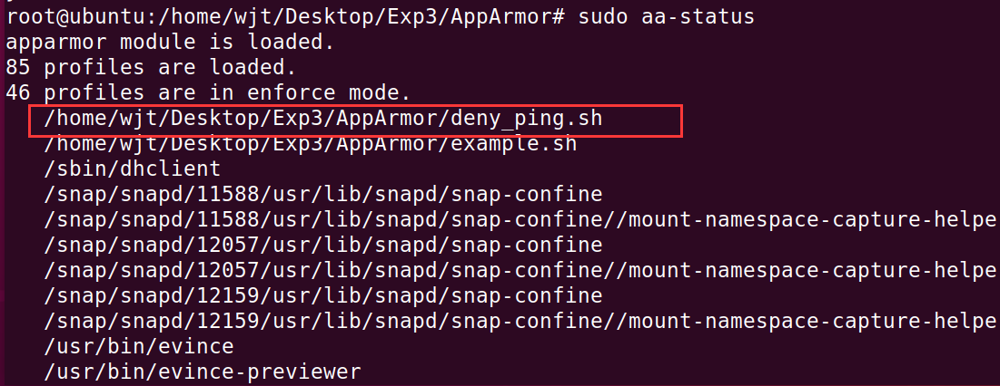 root@ubuntu:/home/wjt/Desktop/Exp3/AppArmor# sudo aa-status
apparmor module is loaded.
85 profiles are loaded.
46 profiles are in enforce mode.
/home/wjt/Desktop/Exp3/AppArmor/deny_ping.sh
/home/wjt/Desktop/Exp3/AppArmor/example.sh
/sbin/dhclient
/snap/snapd/11588/usr/lib/snapd/snap-confine
/snap/snapd/11588/usr/lib/snapd/snap-confine//mount-namespace-capture-helpe
/snap/snapd/12057/usr/lib/snapd/snap-confine
/snap/snapd/12057/usr/lib/snapd/snap-confine//mount-namespace-capture-helpe
/snap/snapd/12159/usr/lib/snapd/snap-confine
/snap/snapd/12159/usr/lib/snapd/snap-confine//mount-namespace-capture-helpe
/usr/bin/evince
/usr/bin/evince-previewer